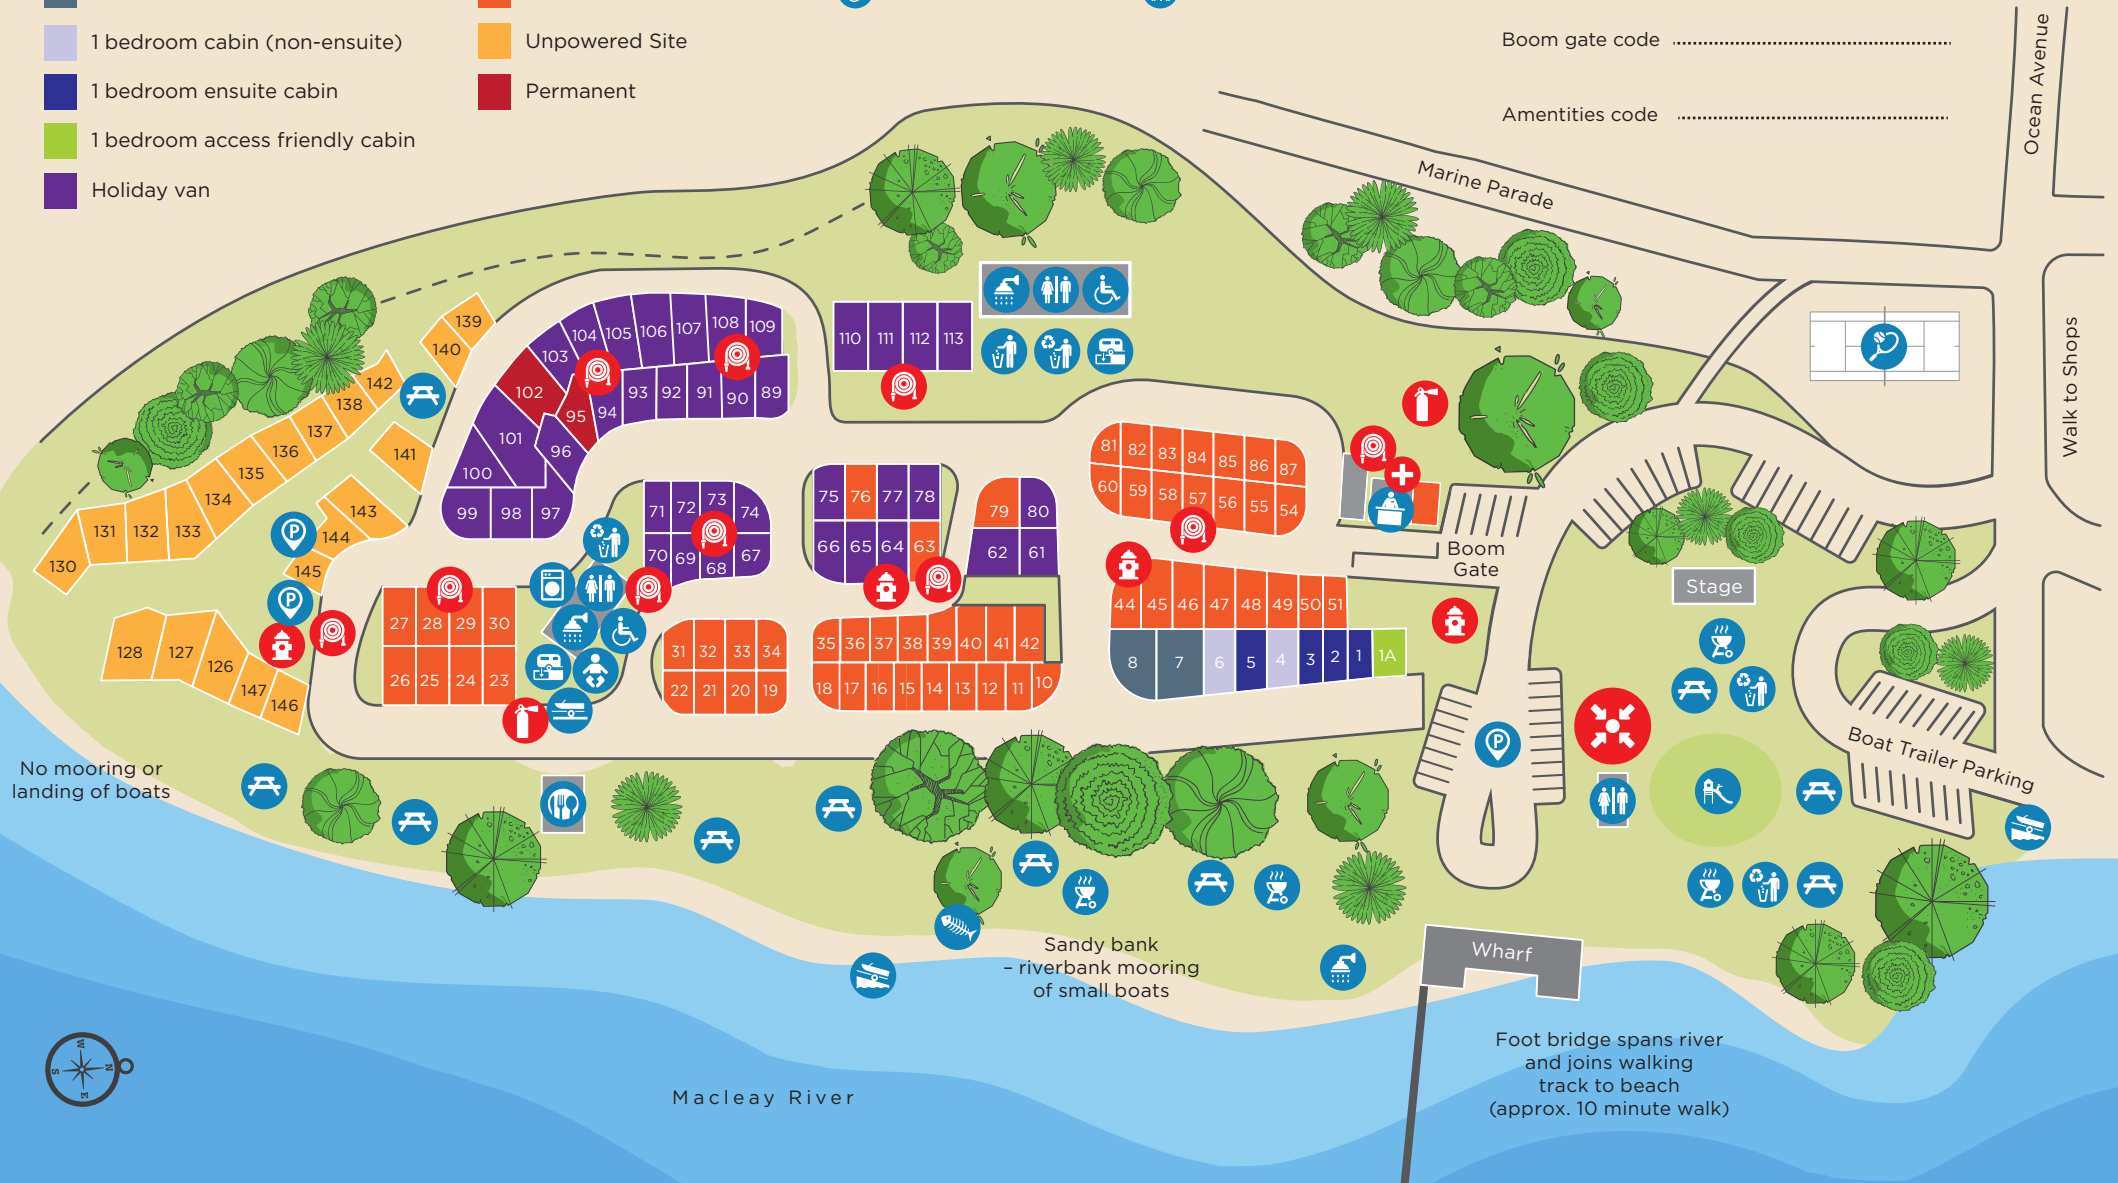 1 bedroom cabin (non-ensuite)
1 bedroom ensuite cabin
1 bedroom access friendly cabin
Holiday van
Unpowered Site
Permanent
Boom gate code
Amentities code
Ocean Avenue
Marine Parade
Walk to Shops
139
140
142
138
137
136
135
134
133
132
131
130
141
143
144
145
128
127
126
147
146
104 105 106 107 108 109
103
102
101
100
99 98 97
96
95
94 93 92 91 90 89
110 111 112 113
71 72 73 74
70 69 68 67
75 76 77 78
66 65 64 63
79 80
62 61
81 82 83 84 85 86 87
60 59 58 57 56 55 54
44 45 46 47 48 49 50 51
8 7 6 5 4 3 2 1 1A
27 28 29 30
26 25 24 23
31 32 33 34
22 21 20 19
35 36 37 38 39 40 41 42
18 17 16 15 14 13 12 11 10
P
P
P
Boom
Gate
Stage
Boat Trailer Parking
No mooring or
landing of boats
Sandy bank
– riverbank mooring
of small boats
Wharf
Foot bridge spans river
and joins walking
track to beach
(approx. 10 minute walk)
Macleay River
W
N
S
E